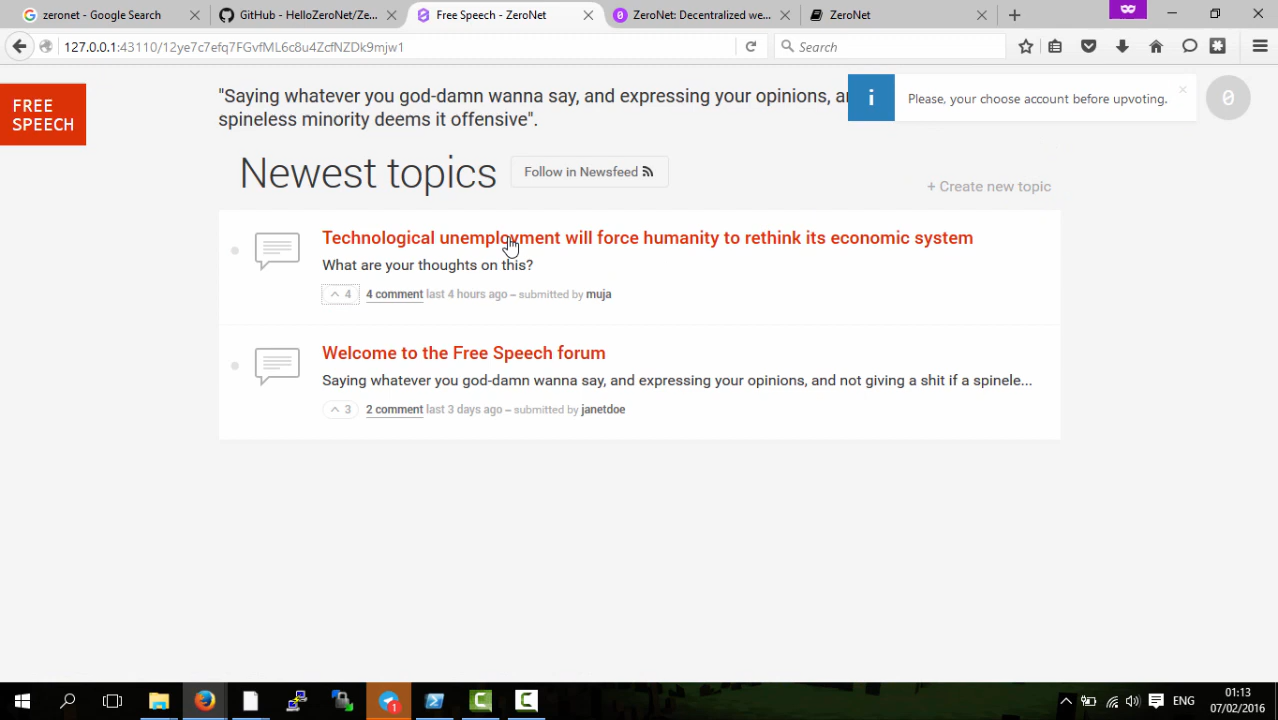 zeronet - Google Search
GitHub - HelloZeroNet/Ze...
Free Speech - ZeroNet
ZeroNet: Decentralized we...
ZeroNet
127.0.0.1:43110/12ye7c7efq7FGvfML6c8u4ZcfNZDk9mjw1
Search
FREE
SPEECH
"Saying whatever you god-damn wanna say, and expressing your opinions, a
spineless minority deems it offensive".
Please, your choose account before upvoting.
0
Newest topics
Follow in Newsfeed
+ Create new topic
Technological unemployment will force humanity to rethink its economic system
What are your thoughts on this?
4
4 comment last 4 hours ago – submitted by muja
Welcome to the Free Speech forum
Saying whatever you god-damn wanna say, and expressing your opinions, and not giving a shit if a spinele...
3
2 comment last 3 days ago – submitted by janetdoe
1
ENG
01:13
07/02/2016